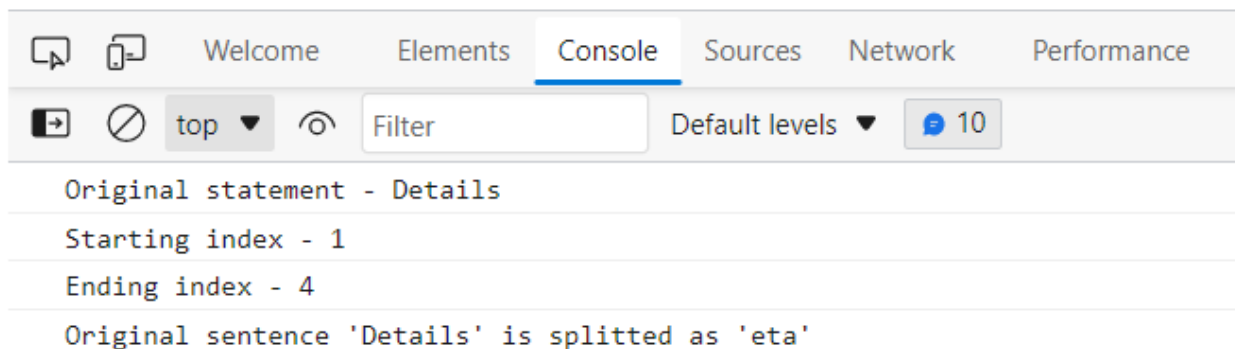 Welcome Elements Console Sources Network Performance
top Filter Default levels 10
Original statement - Details
Starting index - 1
Ending index - 4
Original sentence 'Details' is splitted as 'eta'